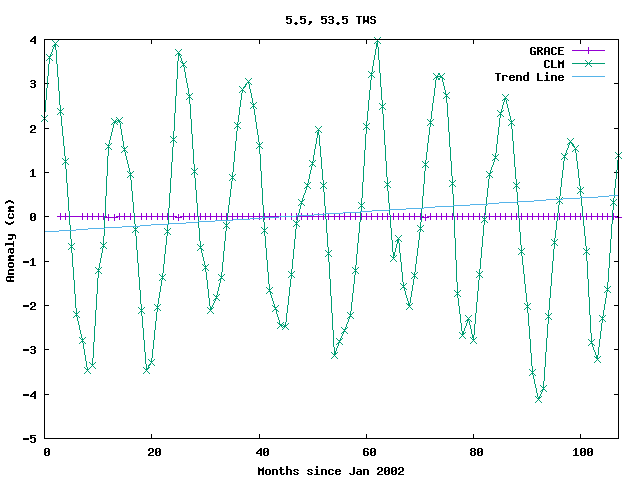 5.5, 53.5 TWS
GRACE
CLM
Trend Line
Anomaly (cm)
4
3
2
1
0
-1
-2
-3
-4
-5
0 20 40 60 80 100
Months since Jan 2002